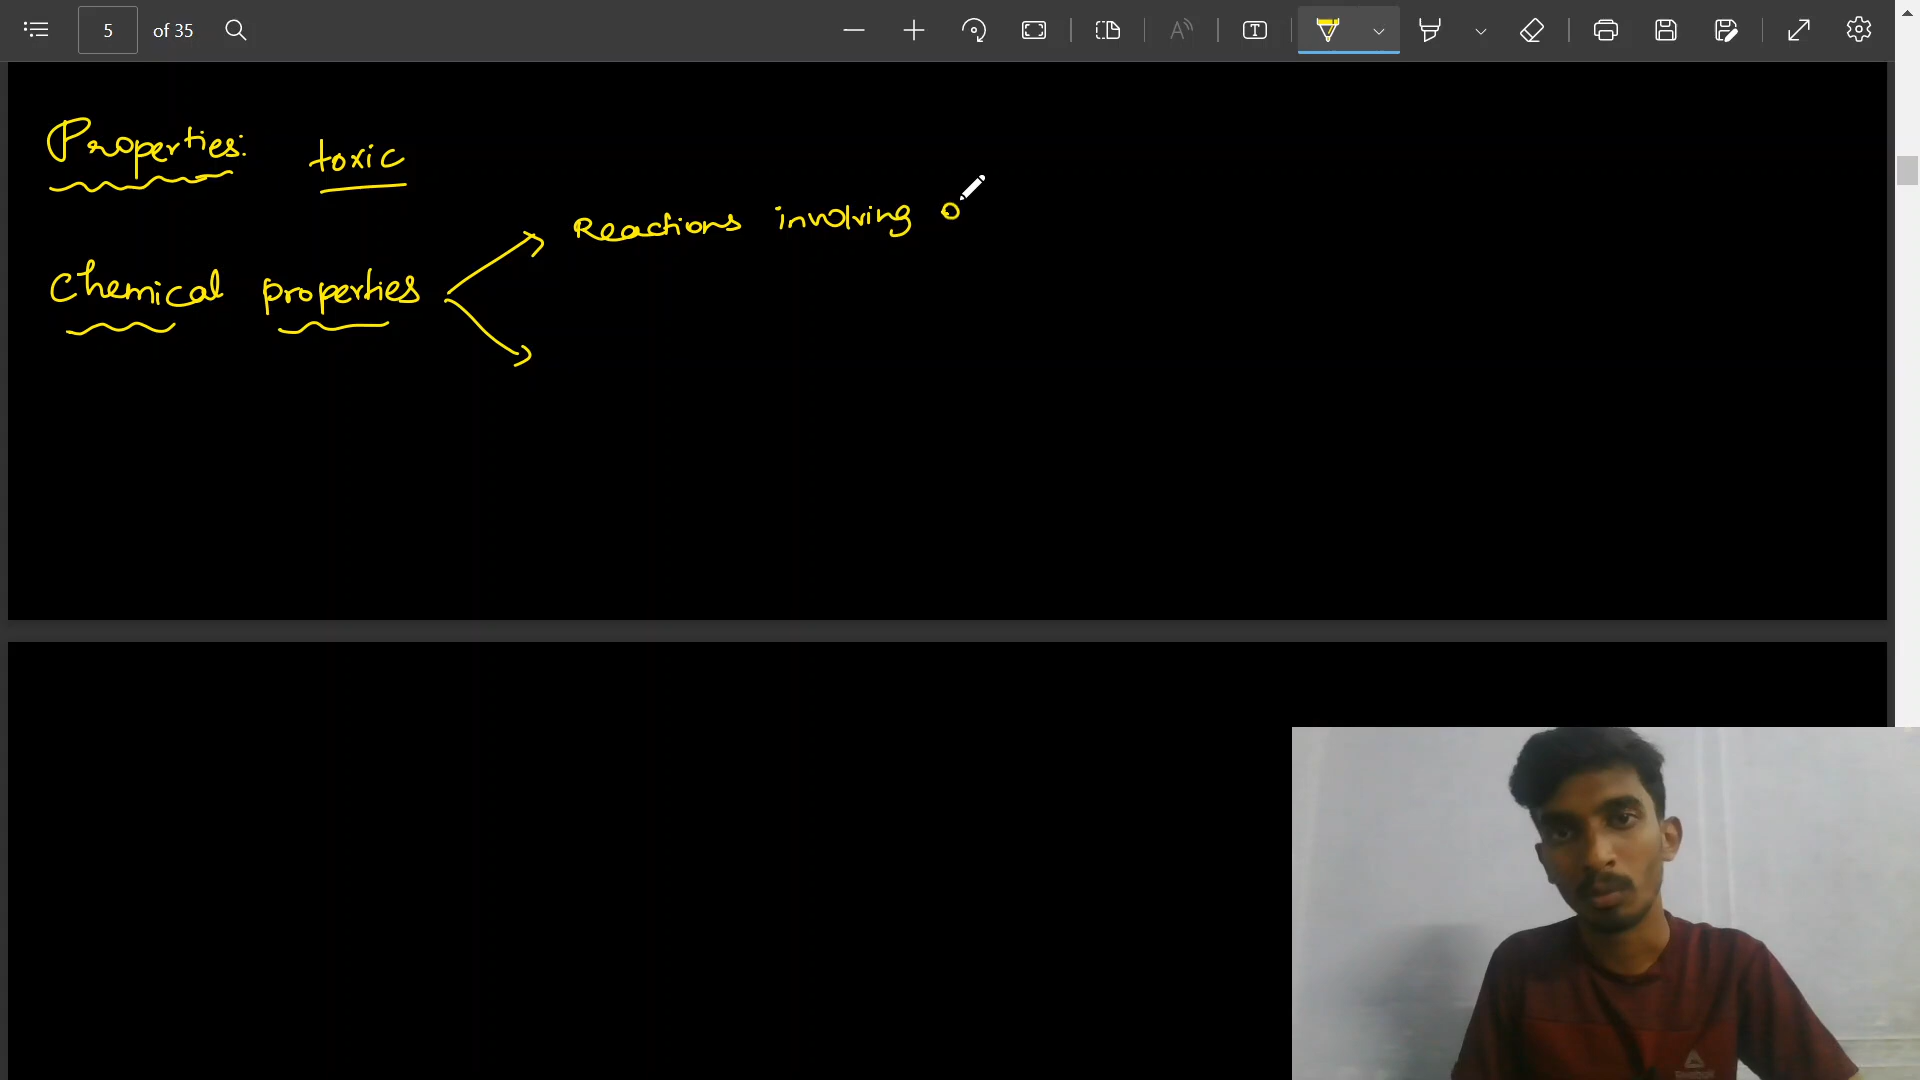 5 of 35
Properties: toxic
Reactions involving o
Chemical properties